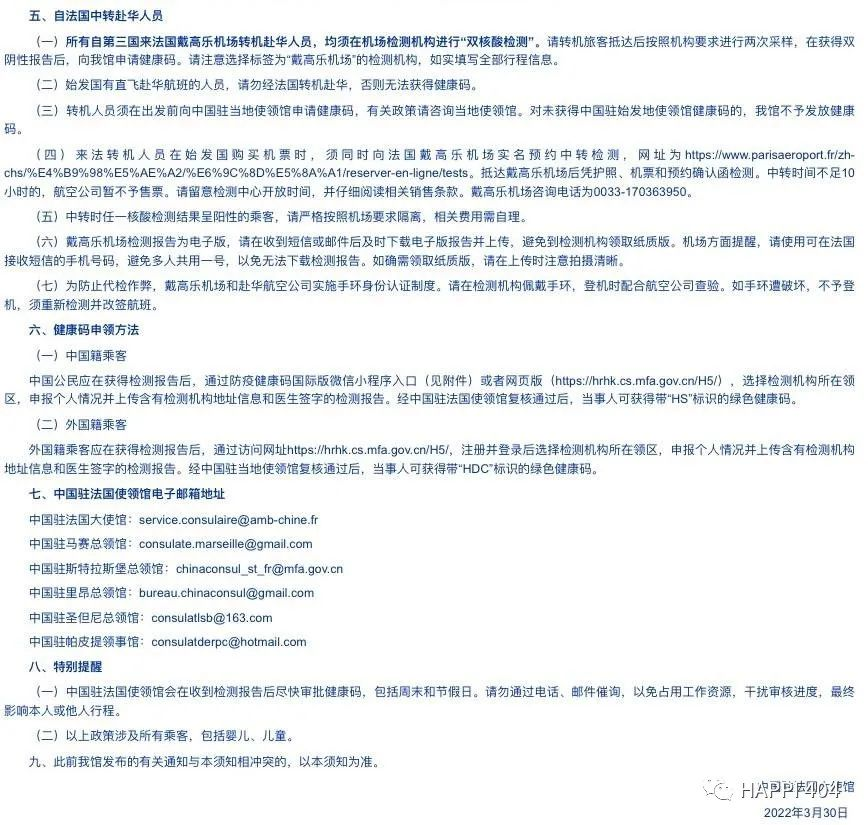 五、自法国中转赴华人员
（一）所有自第三国来法国戴高乐机场转机赴华人员，均须在机场检测机构进行“双核酸检测”。请转机旅客抵达后按照机构要求进行两次采样，在获得双
阴性报告后，向我馆申请健康码。请注意选择标签为“戴高乐机场”的检测机构，如实填写全部行程信息。
（二）始发国有直飞赴华航班的人员，请勿经法国转机赴华，否则无法获得健康码。
（三）转机人员须在出发前向中国驻当地使领馆申请健康码，有关政策请咨询当地使领馆。对未获得中国驻始发地使领馆健康码的，我馆不予发放健康
码。
（四）来法转机人员在始发国购买机票时，须同时向法国戴高乐机场实名预约中转检测，网址为https://www.parisaeroport.fr/zh-
chs/%E4%B9%98%E5%AE%A2/%E6%9C%8D%E5%8A%A1/reserver-en-ligne/tests。抵达戴高乐机场后凭护照、机票和预约确认函检测。中转时间不足10
小时的，航空公司暂不予售票。请留意检测中心开放时间，并仔细阅读相关销售条款。戴高乐机场咨询电话为0033-170363950。
（五）中转时任一核酸检测结果呈阳性的乘客，请严格按照机场要求隔离，相关费用需自理。
（六）戴高乐机场检测报告为电子版，请在收到短信或邮件后及时下载电子版报告并上传，避免到检测机构领取纸质版。机场方面提醒，请使用可在法国
接收短信的手机号码，避免多人共用一号，以免无法下载检测报告。如确需领取纸质版，请在上传时注意拍摄清晰。
（七）为防止代检作弊，戴高乐机场和赴华航空公司实施手环身份认证制度。请在检测机构佩戴手环，登机时配合航空公司查验。如手环遭破坏，不予登
机，须重新检测并改签航班。
六、健康码申领方法
（一）中国籍乘客
中国公民应在获得检测报告后，通过防疫健康码国际版微信小程序入口（见附件）或者网页版（https://hrhk.cs.mfa.gov.cn/H5/），选择检测机构所在领
区，申报个人情况并上传含有检测机构地址信息和医生签字的检测报告。经中国驻法国使领馆复核通过后，当事人可获得带“HS”标识的绿色健康码。
（二）外国籍乘客
外国籍乘客应在获得检测报告后，通过访问网址https://hrhk.cs.mfa.gov.cn/H5/，注册并登录后选择检测机构所在领区，申报个人情况并上传含有检测机构
地址信息和医生签字的检测报告。经中国驻当地使领馆复核通过后，当事人可获得带“HDC”标识的绿色健康码。
七、中国驻法国使领馆电子邮箱地址
中国驻法国大使馆：service.consulaire@amb-chine.fr
中国驻马赛总领馆：consulate.marseille@gmail.com
中国驻斯特拉斯堡总领馆：chinaconsul_st_fr@mfa.gov.cn
中国驻里昂总领馆：bureau.chinaconsul@gmail.com
中国驻圣但尼总领馆：consulatlsb@163.com
中国驻帕皮提领事馆：consulatderpc@hotmail.com
八、特别提醒
（一）中国驻法国使领馆会在收到检测报告后尽快审批健康码，包括周末和节假日。请勿通过电话、邮件催询，以免占用工作资源，干扰审核进度，最终
影响本人或他人行程。
（二）以上政策涉及所有乘客，包括婴儿、儿童。
九、此前我馆发布的有关通知与本须知相冲突的，以本须知为准。
中国驻法国大使馆
HAPPY404
2022年3月30日